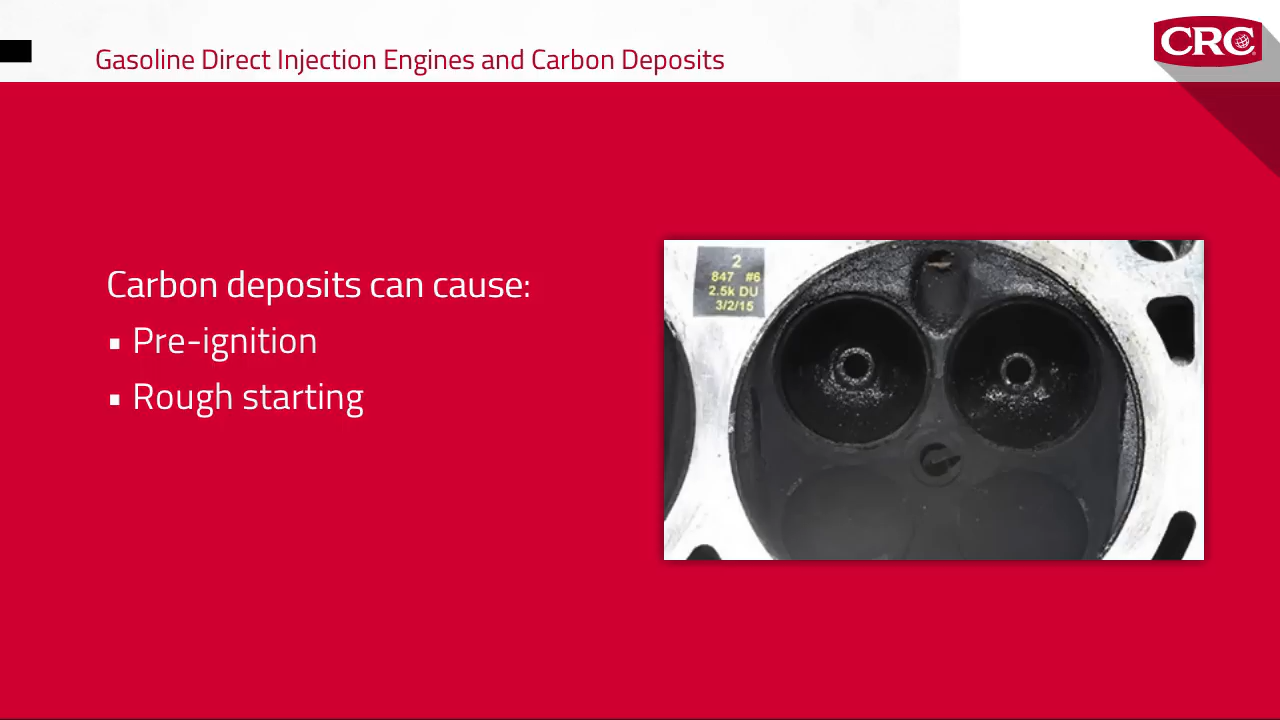 Gasoline Direct Injection Engines and Carbon Deposits
CRC
Carbon deposits can cause:
▪ Pre-ignition
▪ Rough starting
2
847 #6
2.5k DU
3/2/15